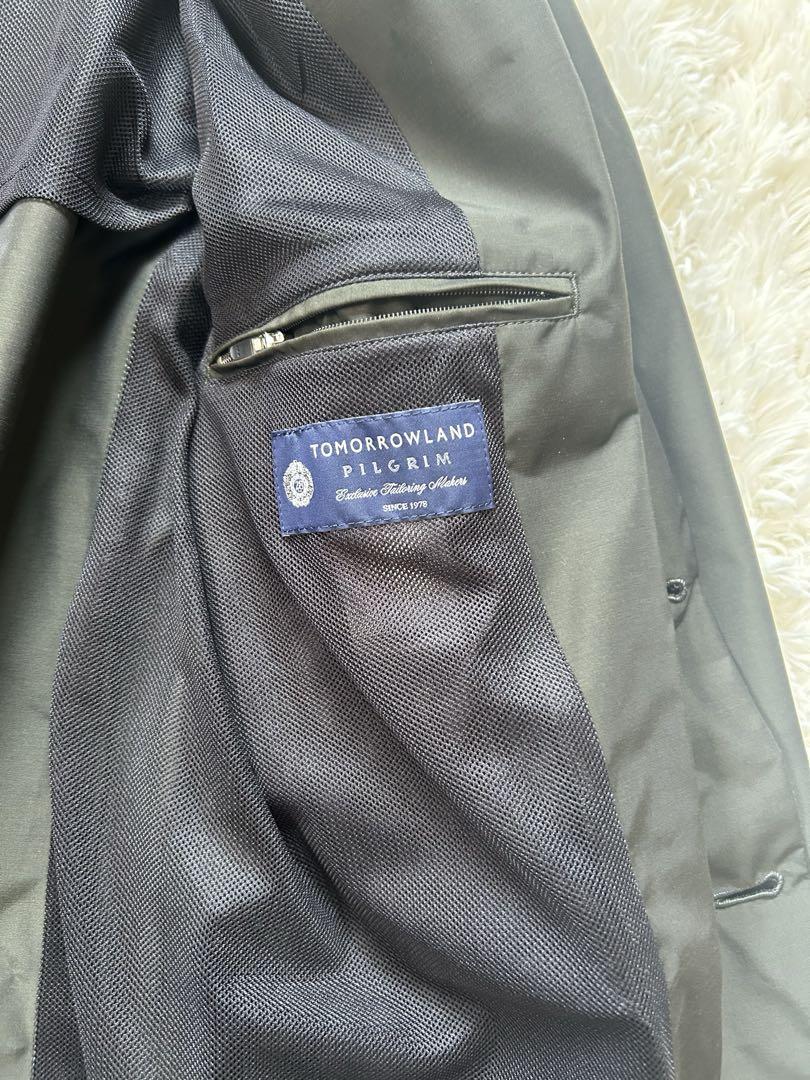 TOMORROWLAND
PILGRIM
Exclusive Tailoring Makers
SINCE 1978